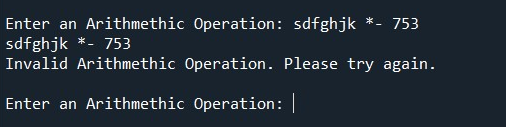 Enter an Arithmethic Operation: sdfghjk *- 753
sdfghjk *- 753
Invalid Arithmethic Operation. Please try again.
Enter an Arithmethic Operation: